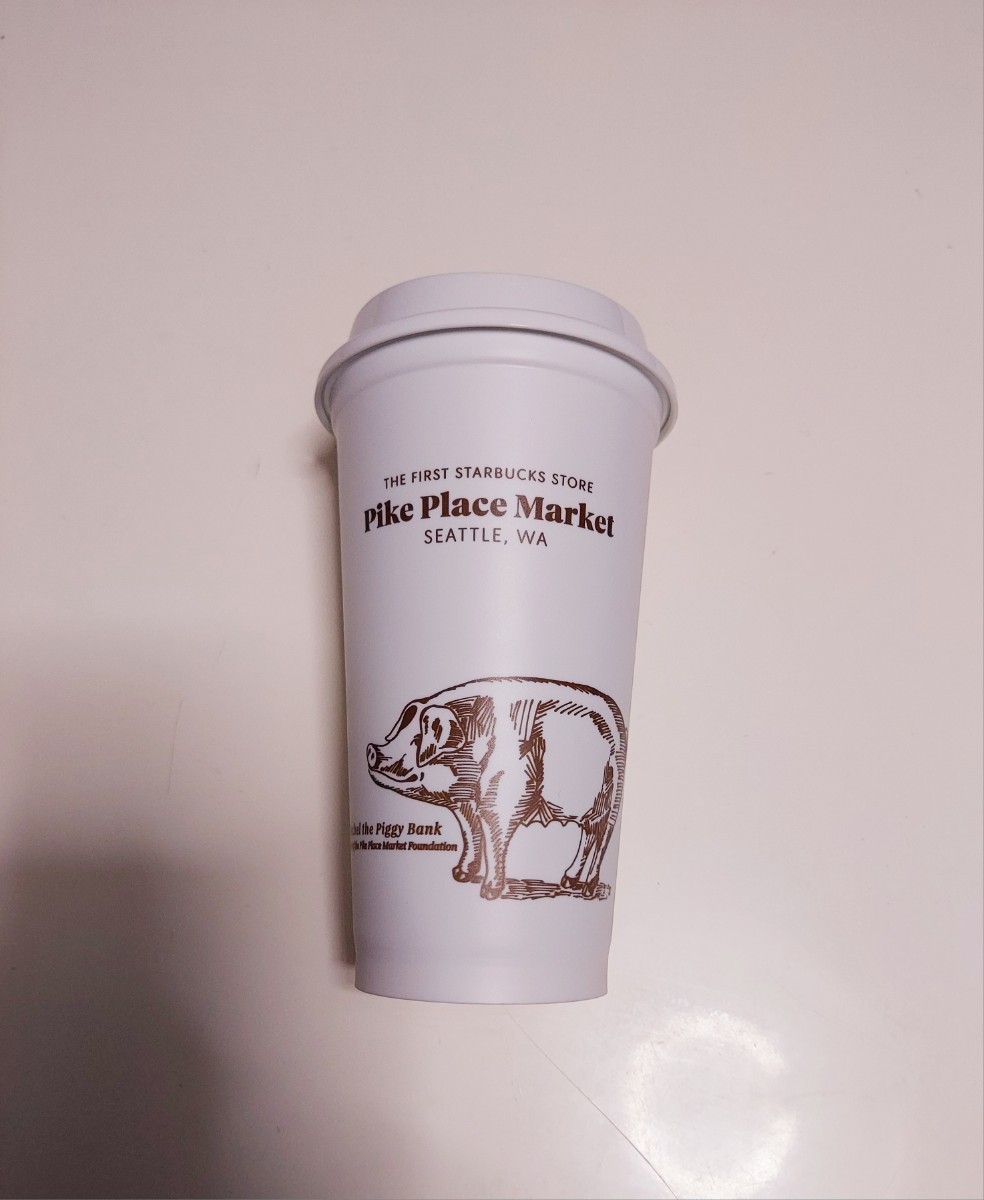 THE FIRST STARBUCKS STORE
Pike Place Market
SEATTLE, WA
the Piggy Bank
Pike Place Market Foundation